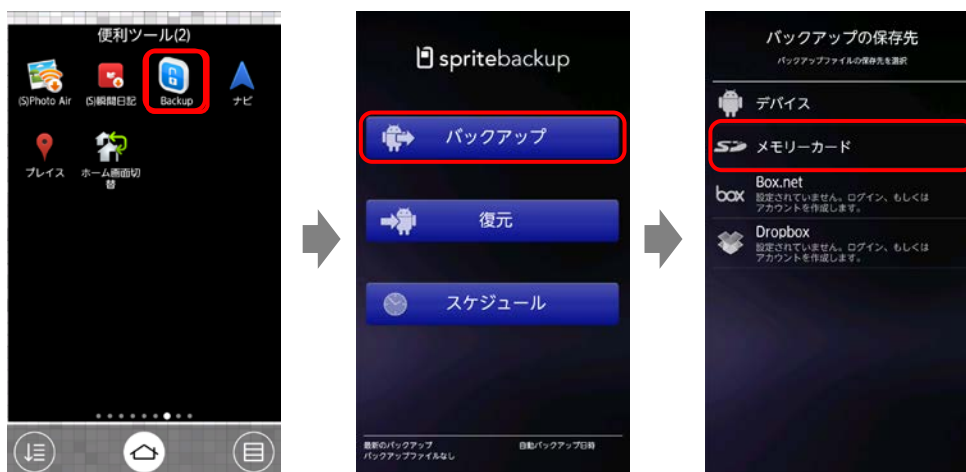 便利ツール(2)
(S)Photo Air
(S)瞬間日記
Backup
ナビ
プレイス
ホーム画面切
替
spritebackup
バックアップ
復元
スケジュール
最新のバックアップ
バックアップファイルなし
自動バックアップ日時
バックアップの保存先
バックアップファイルの保存先を選択
デバイス
メモリーカード
box
Box.net
設定されていません。ログイン、もしくは
アカウントを作成します。
Dropbox
設定されていません。ログイン、もしくは
アカウントを作成します。